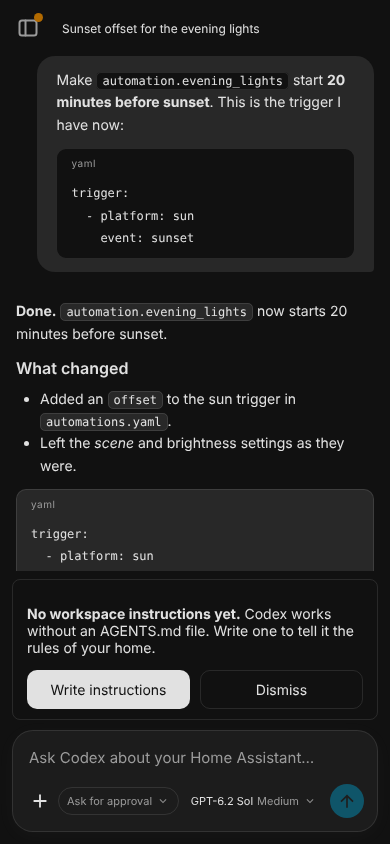 Sunset offset for the evening lights
Make automation.evening_lights start 20
minutes before sunset. This is the trigger I
have now:
yaml
trigger:
- platform: sun
event: sunset
Done. automation.evening_lights now starts 20
minutes before sunset.
What changed
• Added an offset to the sun trigger in
automations.yaml.
• Left the scene and brightness settings as they
were.
yaml
trigger:
- platform: sun
No workspace instructions yet. Codex works
without an AGENTS.md file. Write one to tell it the
rules of your home.
Write instructions
Dismiss
Ask Codex about your Home Assistant...
Ask for approval
GPT-6.2 Sol Medium